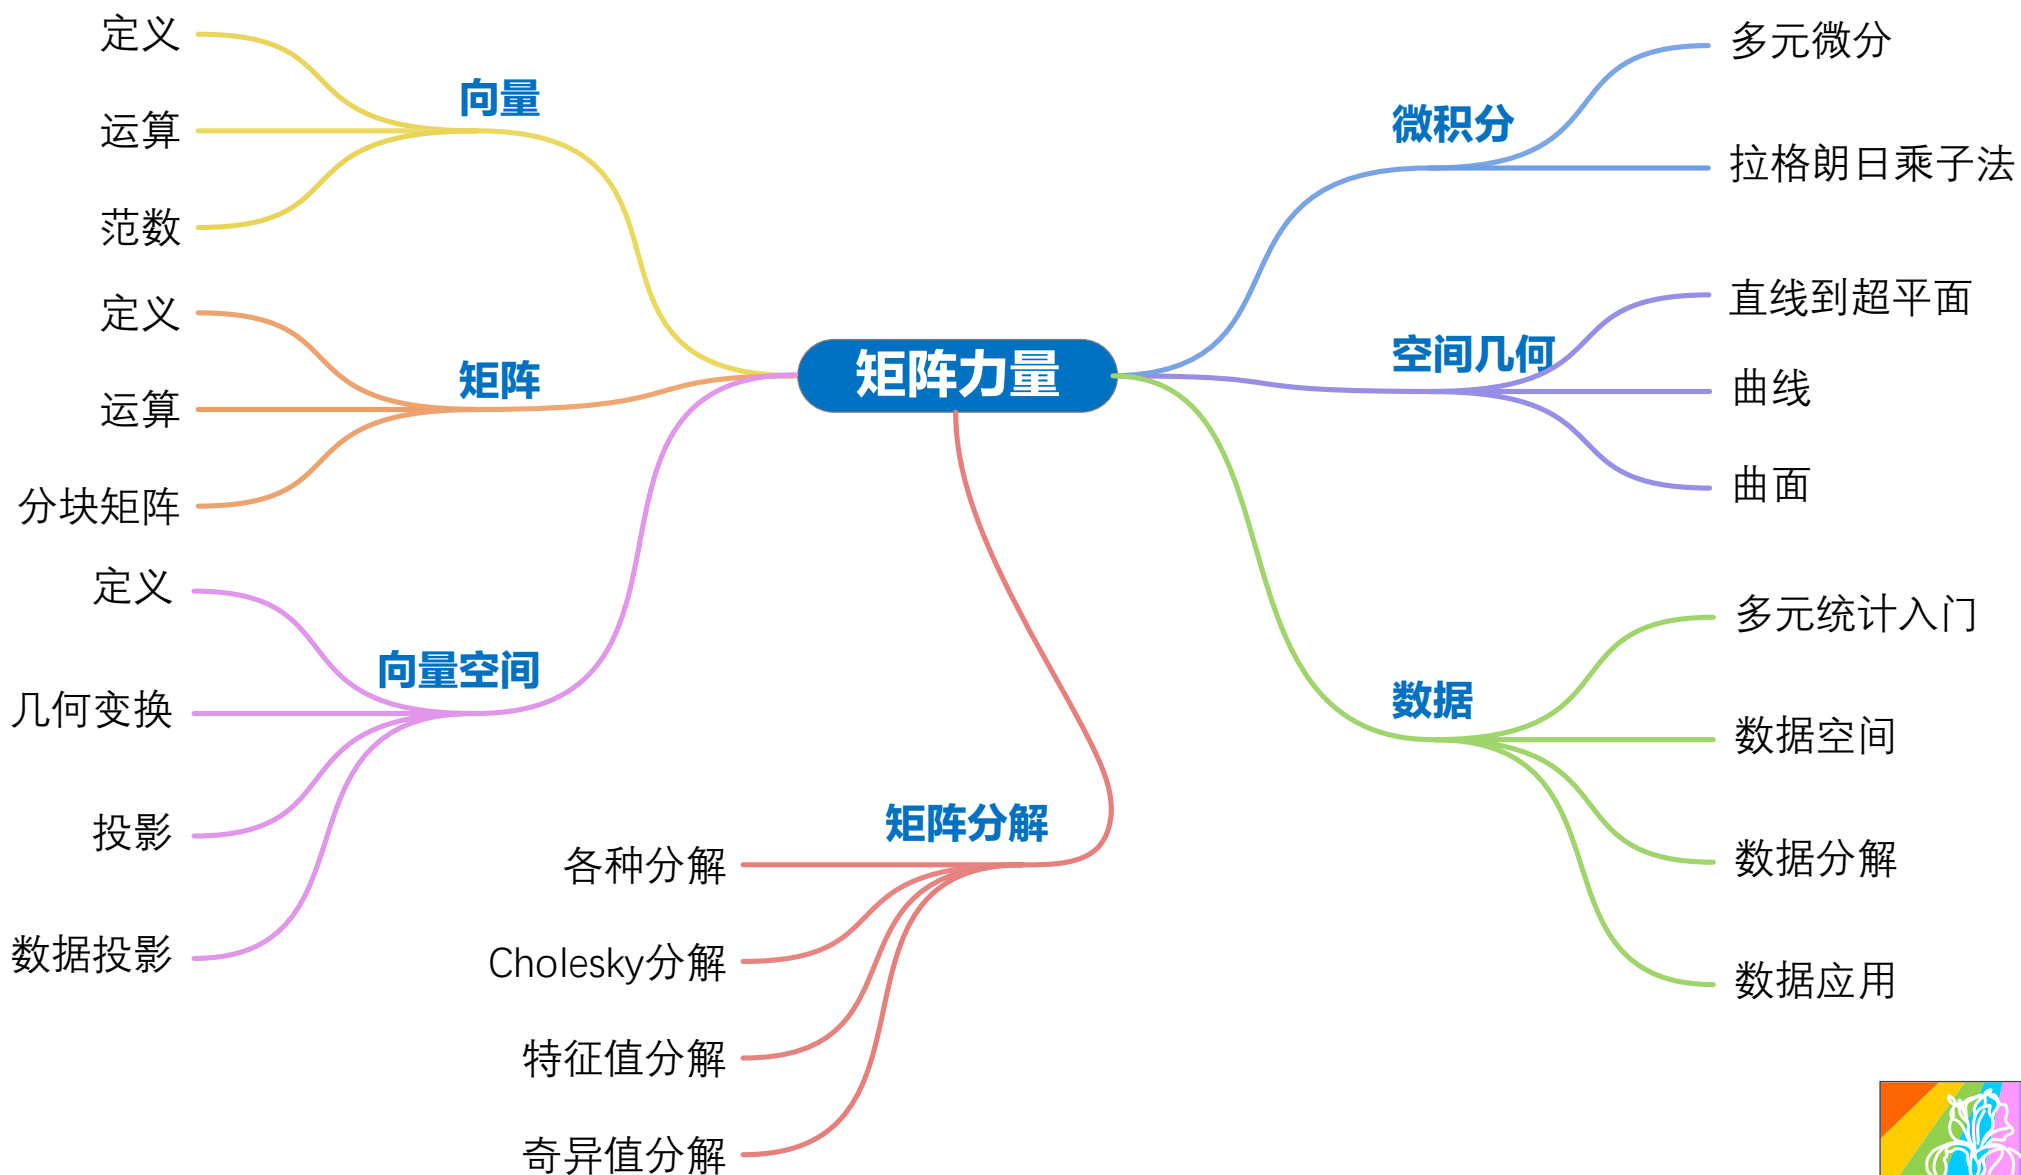 矩阵力量
向量
定义
运算
范数
矩阵
定义
运算
分块矩阵
向量空间
定义
几何变换
投影
数据投影
矩阵分解
各种分解
Cholesky分解
特征值分解
奇异值分解
微积分
多元微分
拉格朗日乘子法
空间几何
直线到超平面
曲线
曲面
数据
多元统计入门
数据空间
数据分解
数据应用